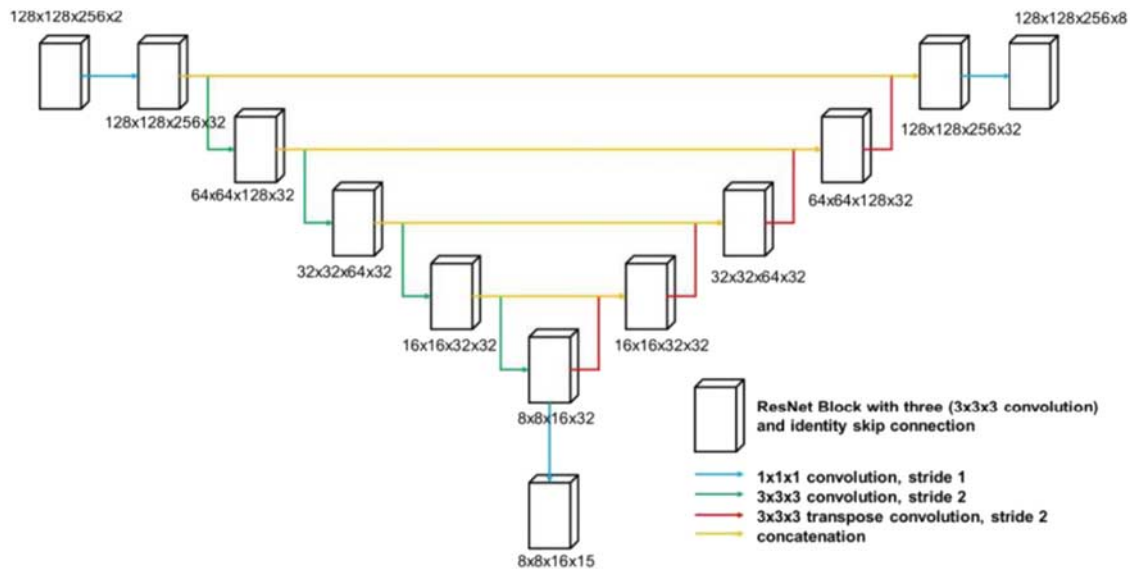 128x128x256x2
128x128x256x8
128x128x256x32
128x128x256x32
64x64x128x32
64x64x128x32
32x32x64x32
32x32x64x32
16x16x32x32
16x16x32x32
8x8x16x32
8x8x16x15
ResNet Block with three (3x3x3 convolution)
and identity skip connection
1x1x1 convolution, stride 1
3x3x3 convolution, stride 2
3x3x3 transpose convolution, stride 2
concatenation